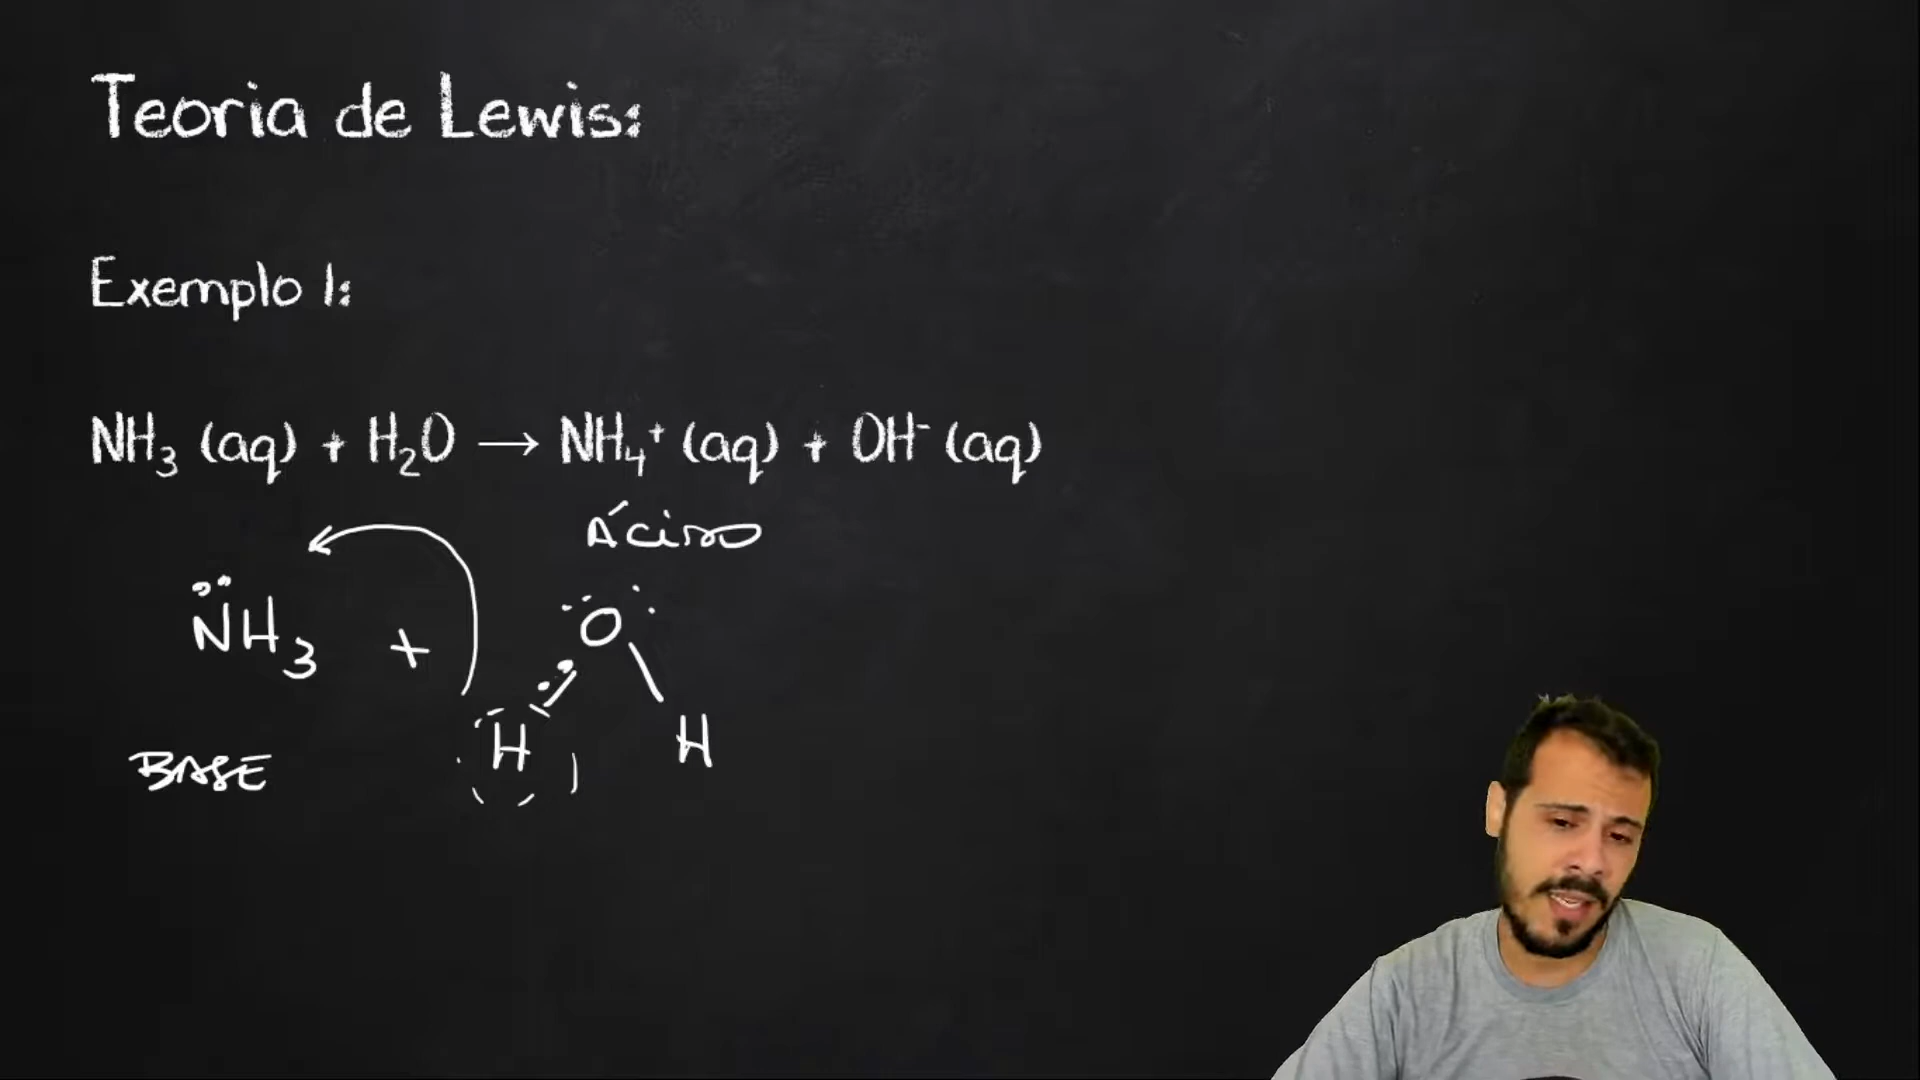 Teoria de Lewis:
Exemplo 1:
NH₃ (aq) + H₂O → NH₄⁺ (aq) + OH⁻ (aq)
ÁCIDO
NH₃ + O
H H
BASE